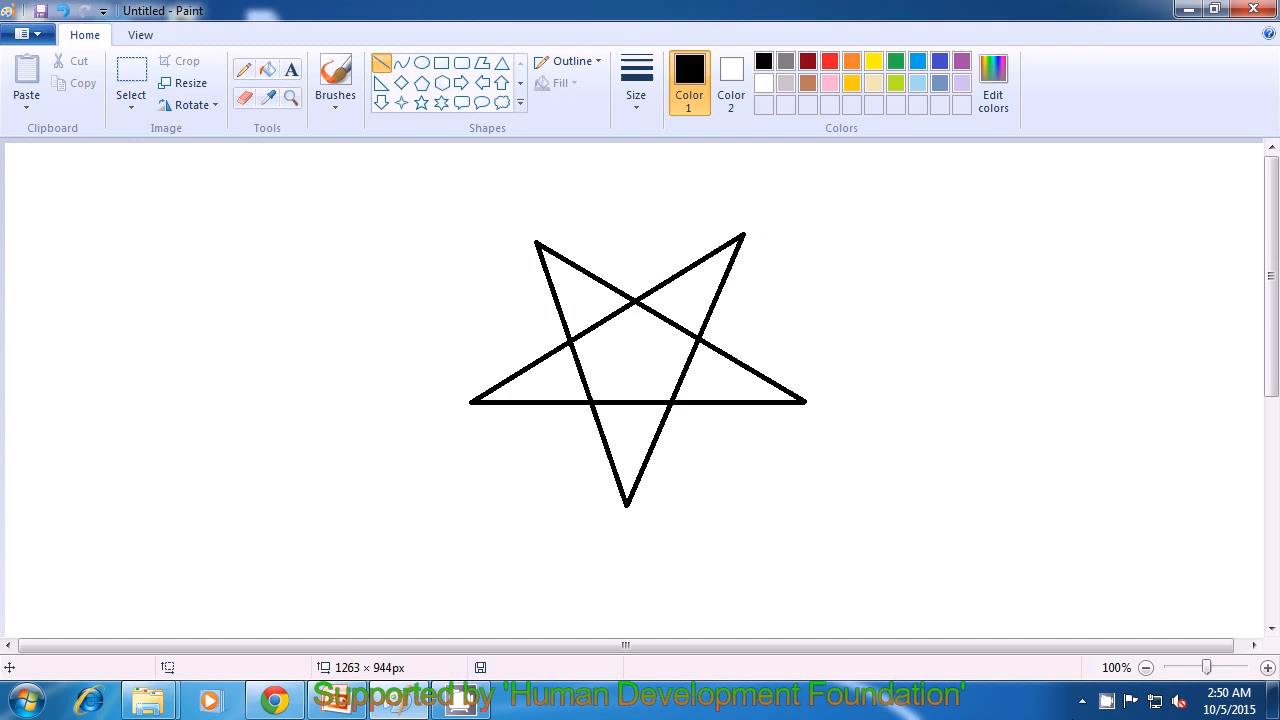 Untitled - Paint
Home View
Paste
Cut
Copy
Clipboard
Select
Crop
Resize
Rotate
Image
Tools
Brushes
Shapes
Outline
Fill
Size
Color 1
Color 2
Edit colors
Colors
1263 × 944px
100%
Supported by 'Human Development Foundation'
2:50 AM
10/5/2015